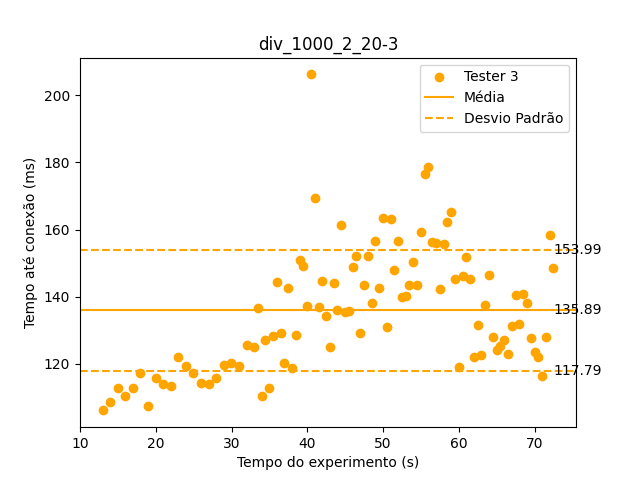 div_1000_2_20-3
Tester 3
Média
Desvio Padrão
200
180
160
140
120
153.99
135.89
117.79
10 20 30 40 50 60 70
Tempo até conexão (ms)
Tempo do experimento (s)